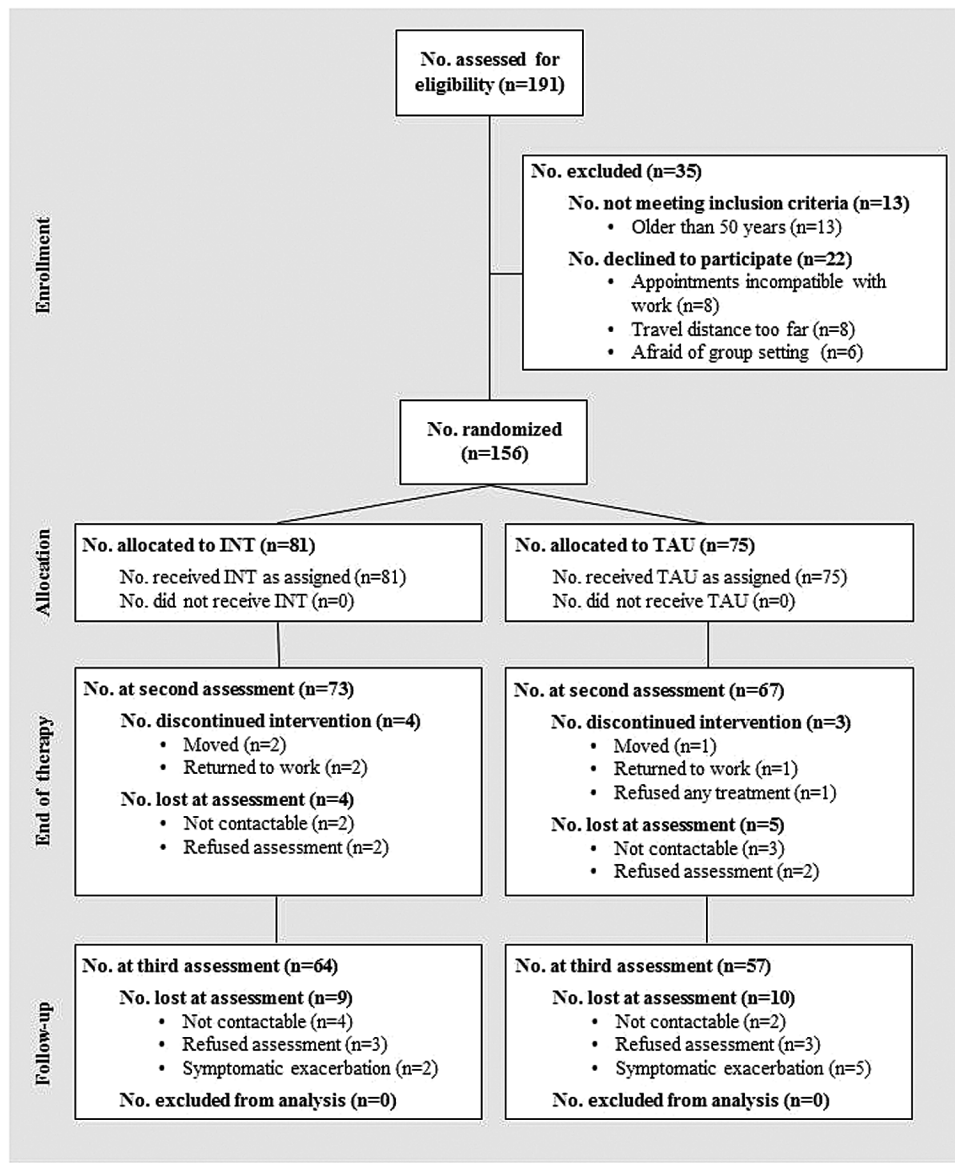 No. assessed for
eligibility (n=191)
Enrollment
No. excluded (n=35)
No. not meeting inclusion criteria (n=13)
• Older than 50 years (n=13)
No. declined to participate (n=22)
• Appointments incompatible with
work (n=8)
• Travel distance too far (n=8)
• Afraid of group setting (n=6)
No. randomized
(n=156)
Allocation
No. allocated to INT (n=81)
No. received INT as assigned (n=81)
No. did not receive INT (n=0)
No. allocated to TAU (n=75)
No. received TAU as assigned (n=75)
No. did not receive TAU (n=0)
End of therapy
No. at second assessment (n=73)
No. discontinued intervention (n=4)
• Moved (n=2)
• Returned to work (n=2)
No. lost at assessment (n=4)
• Not contactable (n=2)
• Refused assessment (n=2)
No. at second assessment (n=67)
No. discontinued intervention (n=3)
• Moved (n=1)
• Returned to work (n=1)
• Refused any treatment (n=1)
No. lost at assessment (n=5)
• Not contactable (n=3)
• Refused assessment (n=2)
Follow-up
No. at third assessment (n=64)
No. lost at assessment (n=9)
• Not contactable (n=4)
• Refused assessment (n=3)
• Symptomatic exacerbation (n=2)
No. excluded from analysis (n=0)
No. at third assessment (n=57)
No. lost at assessment (n=10)
• Not contactable (n=2)
• Refused assessment (n=3)
• Symptomatic exacerbation (n=5)
No. excluded from analysis (n=0)